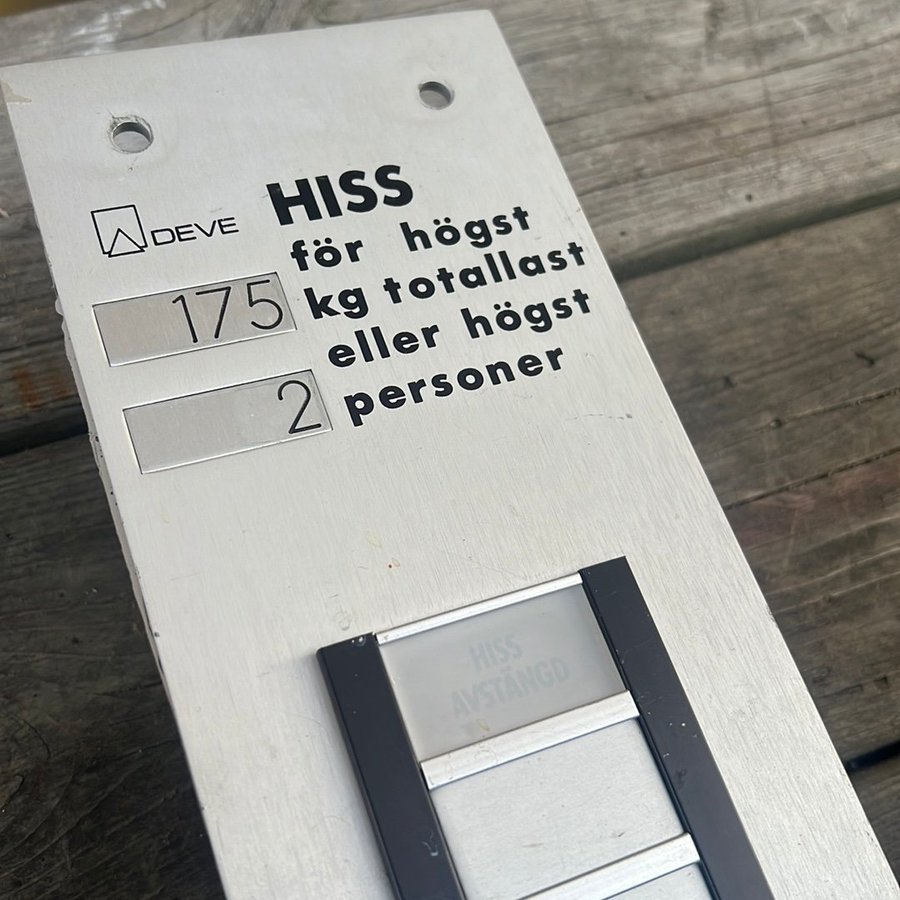 DEVE
HISS
för högst
175 kg totallast
eller högst
2 personer
HISS
AVSTÄNGD